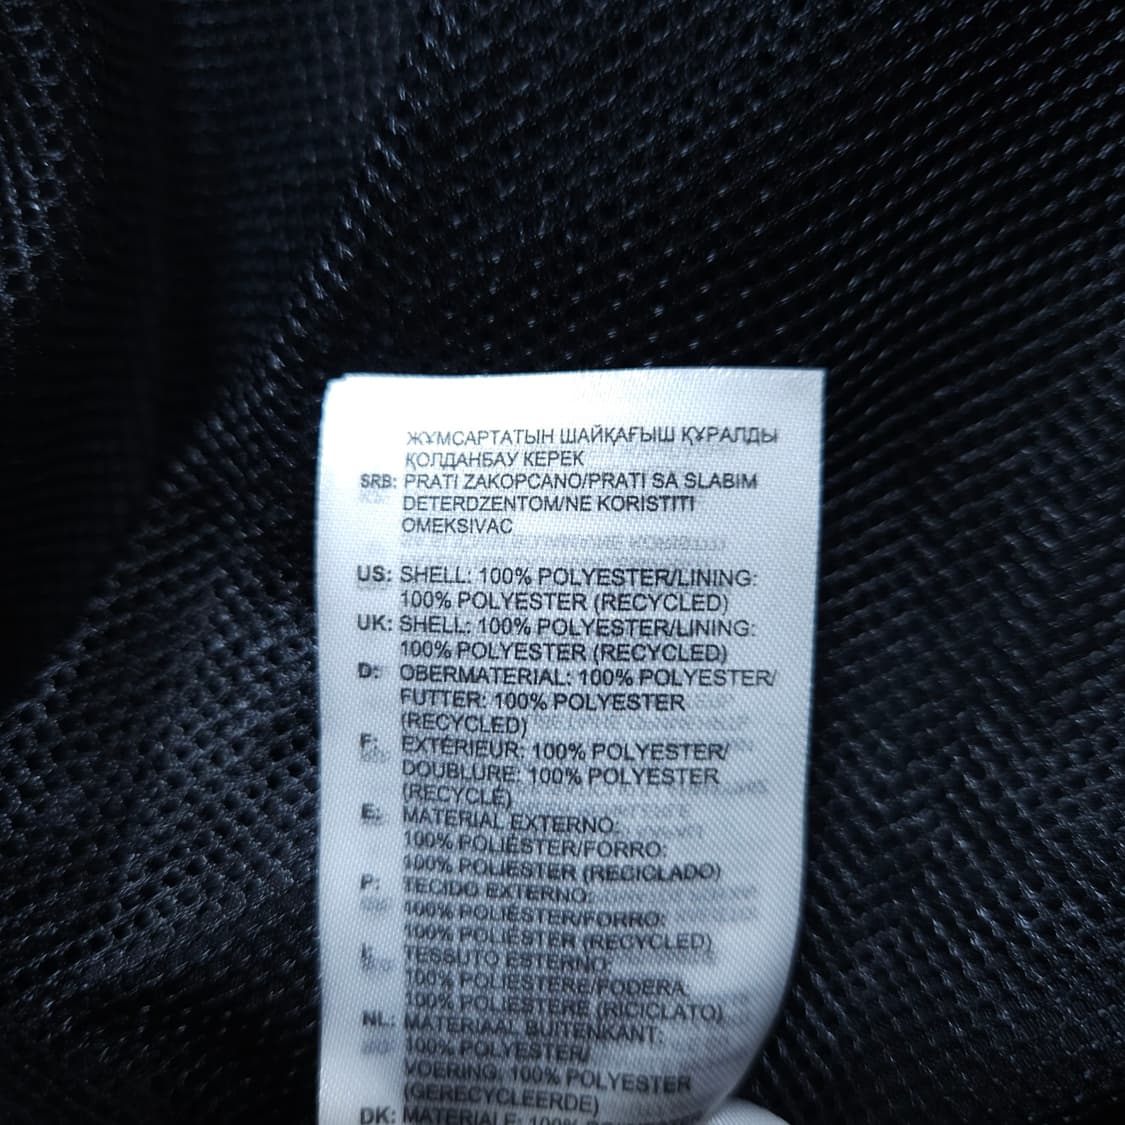 ЖҰМСАРТАТЫН ШАЙҚАҒЫШ ҚҰРАЛДЫ
ҚОЛДАНБАУ КЕРЕК
SRB: PRATI ZAKOPCANO/PRATI SA SLABIM
DETERDZENTOM/NE KORISTITI
OMEKSIVAC
US: SHELL: 100% POLYESTER/LINING:
100% POLYESTER (RECYCLED)
UK: SHELL: 100% POLYESTER/LINING:
100% POLYESTER (RECYCLED)
D: OBERMATERIAL: 100% POLYESTER/
FUTTER: 100% POLYESTER
(RECYCLED)
F: EXTÉRIEUR: 100% POLYESTER/
DOUBLURE: 100% POLYESTER
(RECYCLÉ)
E: MATERIAL EXTERNO:
100% POLIÉSTER/FORRO:
100% POLIÉSTER (RECICLADO)
P: TECIDO EXTERNO:
100% POLIÉSTER/FORRO:
100% POLIÉSTER (RECYCLED)
I: TESSUTO ESTERNO:
100% POLIESTERE/FODERA:
100% POLIESTERE (RICICLATO)
NL: MATERIAAL BUITENKANT:
100% POLYESTER/
VOERING: 100% POLYESTER
(GERECYCLEERDE)
DK: MATERIALE: 100%